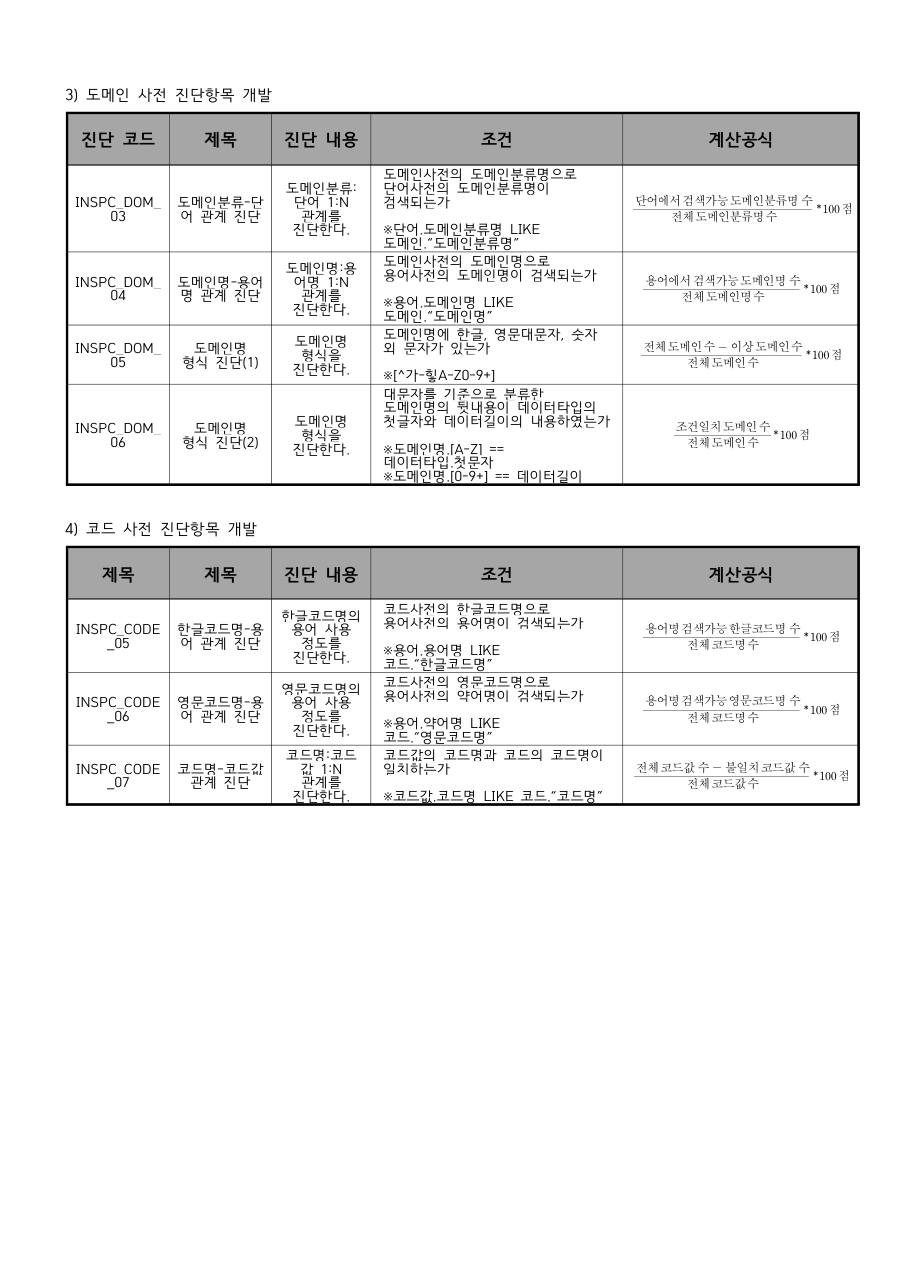 3) 도메인 사전 진단항목 개발
진단 코드 제목 진단 내용 조건 계산공식
INSPC_DOM_
03
도메인분류-단
어 관계 진단
도메인분류:
단어 1:N
관계를
진단한다.
도메인사전의 도메인분류명으로
단어사전의 도메인분류명이
검색되는가
※단어.도메인분류명 LIKE
도메인."도메인분류명"
단어에서 검색가능 도메인분류명 수
전체 도메인분류명 수
*100 점
INSPC_DOM_
04
도메인명-용어
명 관계 진단
도메인명:용
어명 1:N
관계를
진단한다.
도메인사전의 도메인명으로
용어사전의 도메인명이 검색되는가
※용어.도메인명 LIKE
도메인."도메인명"
용어에서 검색가능 도메인명 수
전체 도메인명 수
*100 점
INSPC_DOM_
05
도메인명
형식 진단(1)
도메인명
형식을
진단한다.
도메인명에 한글, 영문대문자, 숫자
외 문자가 있는가
※[^가-힣A-Z0-9+]
전체 도메인 수 - 이상 도메인 수
전체 도메인 수
*100 점
INSPC_DOM_
06
도메인명
형식 진단(2)
도메인명
형식을
진단한다.
대문자를 기준으로 분류한
도메인명의 뒷내용이 데이터타입의
첫글자와 데이터길이의 내용하였는가
※도메인명.[A-Z] ==
데이터타입.첫문자
※도메인명.[0-9+] == 데이터길이
조건일치 도메인 수
전체 도메인 수
*100 점
4) 코드 사전 진단항목 개발
제목 제목 진단 내용 조건 계산공식
INSPC_CODE
_05
한글코드명-용
어 관계 진단
한글코드명의
용어 사용
정도를
진단한다.
코드사전의 한글코드명으로
용어사전의 용어명이 검색되는가
※용어.용어명 LIKE
코드."한글코드명"
용어명 검색가능 한글코드명 수
전체 코드명 수
*100 점
INSPC_CODE
_06
영문코드명-용
어 관계 진단
영문코드명의
용어 사용
정도를
진단한다.
코드사전의 영문코드명으로
용어사전의 약어명이 검색되는가
※용어.약어명 LIKE
코드."영문코드명"
용어명 검색가능 영문코드명 수
전체 코드명 수
*100 점
INSPC_CODE
_07
코드명-코드값
관계 진단
코드명:코드
값 1:N
관계를
진단한다.
코드값의 코드명과 코드의 코드명이
일치하는가
※코드값.코드명 LIKE 코드."코드명"
전체 코드값 수 - 불일치 코드값 수
전체 코드값 수
*100 점